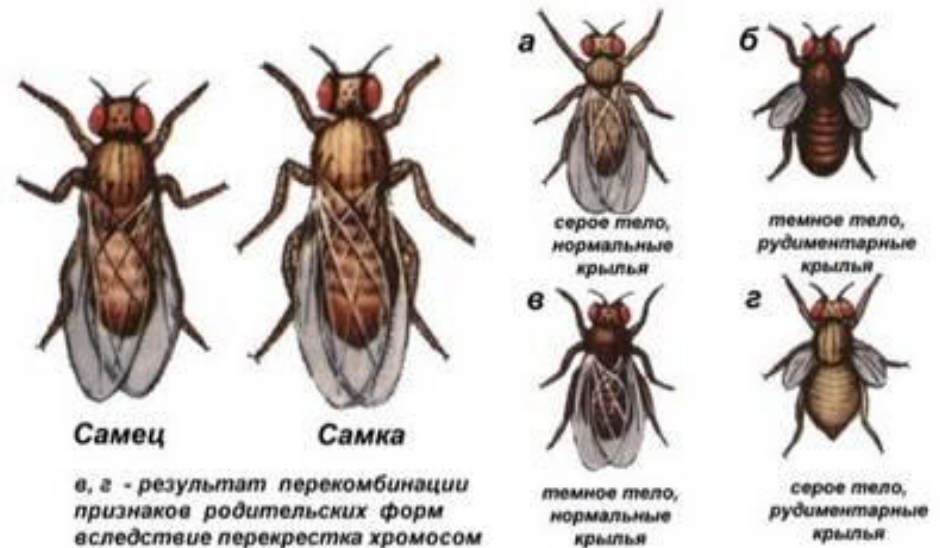 а
серое тело,
нормальные
крылья
б
темное тело,
рудиментарные
крылья
в
темное тело,
нормальные
крылья
г
серое тело,
рудиментарные
крылья
Самец
Самка
в, г - результат перекомбинации
признаков родительских форм
вследствие перекрестка хромосом